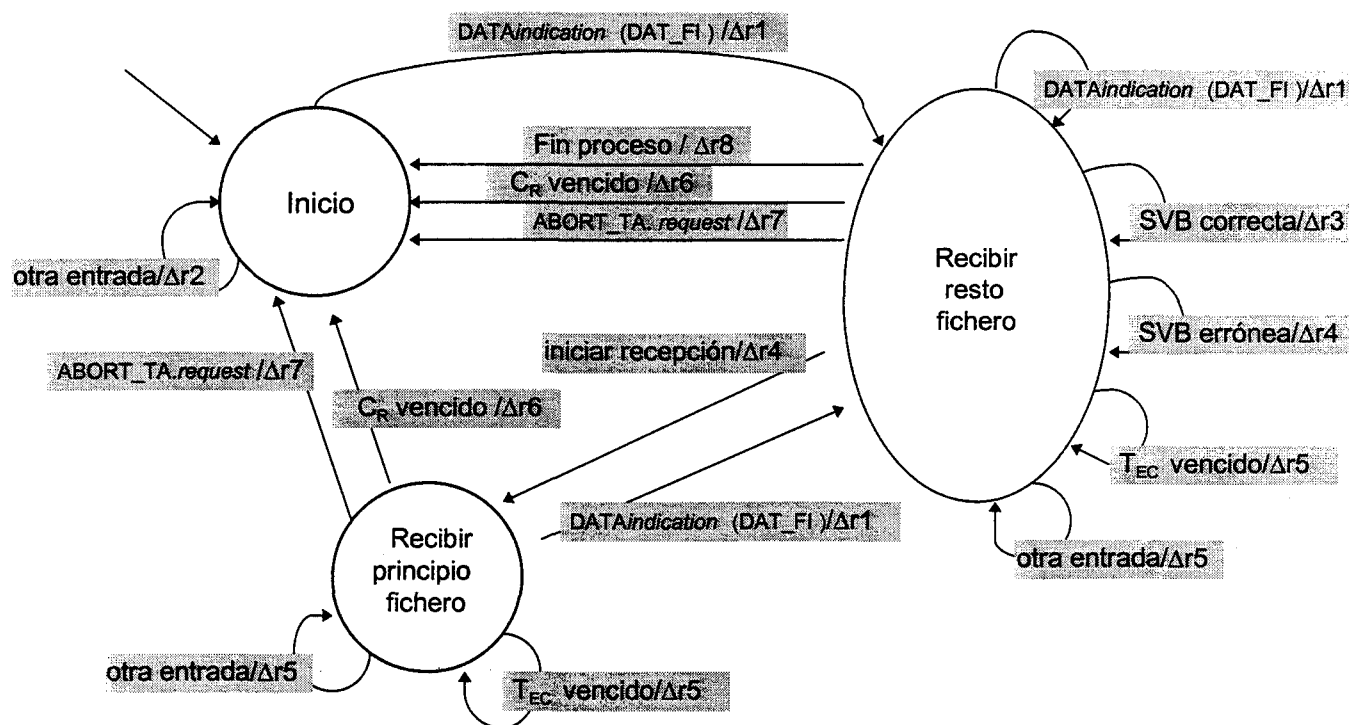 DATAindication (DAT_FI ) /Δr1
DATAindication (DAT_FI )/Δr1
Fin proceso / Δr8
CR vencido /Δr6
ABORT_TA. request /Δr7
Inicio
SVB correcta/Δr3
otra entrada/Δr2
Recibir
resto
fichero
SVB errónea/Δr4
iniciar recepción/Δr4
ABORT_TA.request /Δr7
CR vencido /Δr6
TEC vencido/Δr5
DATAindication (DAT_FI )/Δr1
Recibir
principio
fichero
otra entrada/Δr5
otra entrada/Δr5
TEC vencido/Δr5